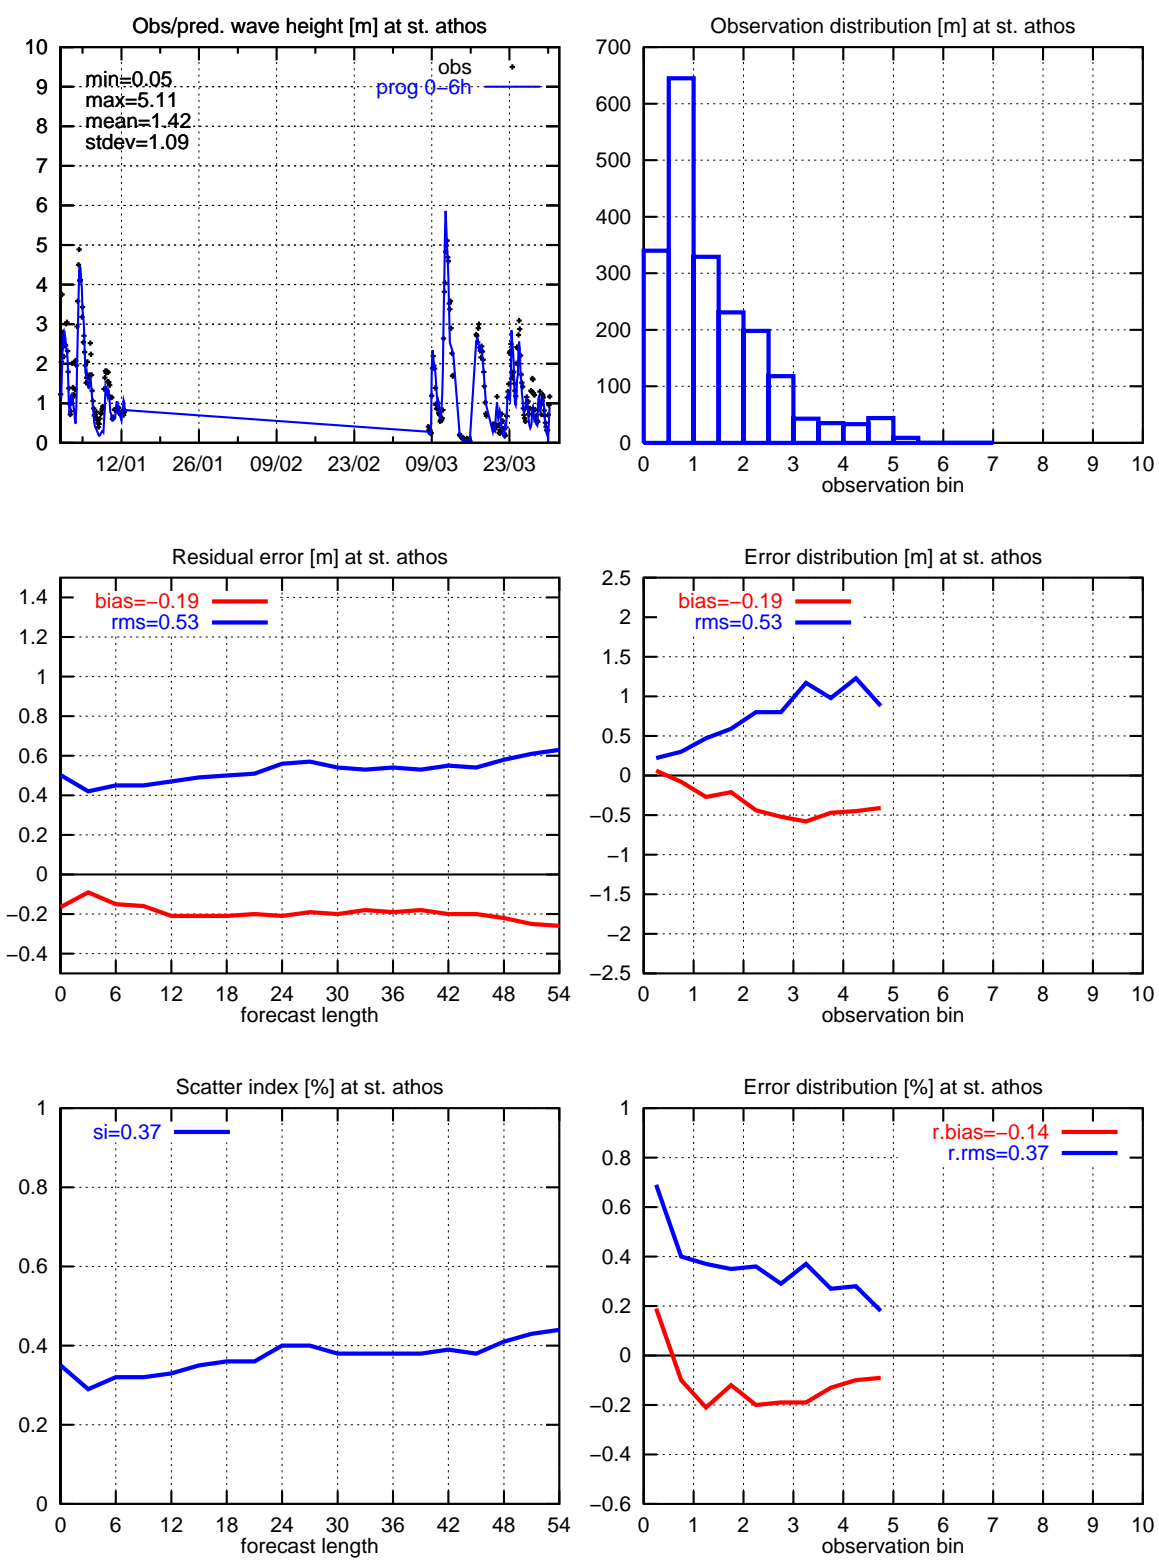 Obs/pred. wave height [m] at st. athos
10
9
8
7
6
5
4
3
2
1
0
min=0.05
max=5.11
mean=1.42
stdev=1.09
obs
prog 0−6h
12/01 26/01 09/02 23/02 09/03 23/03
Observation distribution [m] at st. athos
700
600
500
400
300
200
100
0
0 1 2 3 4 5 6 7 8 9 10
observation bin
Residual error [m] at st. athos
1.4
1.2
1
0.8
0.6
0.4
0.2
0
−0.2
−0.4
bias=−0.19
rms=0.53
0 6 12 18 24 30 36 42 48 54
forecast length
Error distribution [m] at st. athos
2.5
2
1.5
1
0.5
0
−0.5
−1
−1.5
−2
−2.5
bias=−0.19
rms=0.53
0 1 2 3 4 5 6 7 8 9 10
observation bin
Scatter index [%] at st. athos
1
0.8
0.6
0.4
0.2
0
si=0.37
0 6 12 18 24 30 36 42 48 54
forecast length
Error distribution [%] at st. athos
1
0.8
0.6
0.4
0.2
0
−0.2
−0.4
−0.6
r.bias=−0.14
r.rms=0.37
0 1 2 3 4 5 6 7 8 9 10
observation bin